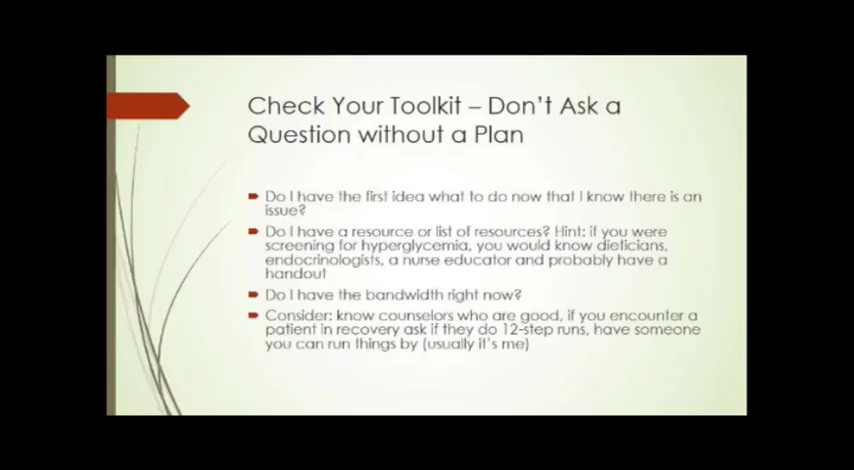 Check Your Toolkit – Don't Ask a
Question without a Plan
Do I have the first idea what to do now that I know there is an
issue?
Do I have a resource or list of resources? Hint: if you were
screening for hyperglycemia, you would know dieticians,
endocrinologists, a nurse educator and probably have a
handout
Do I have the bandwidth right now?
Consider: know counselors who are good, if you encounter a
patient in recovery ask if they do 12-step runs, have someone
you can run things by (usually it's me)